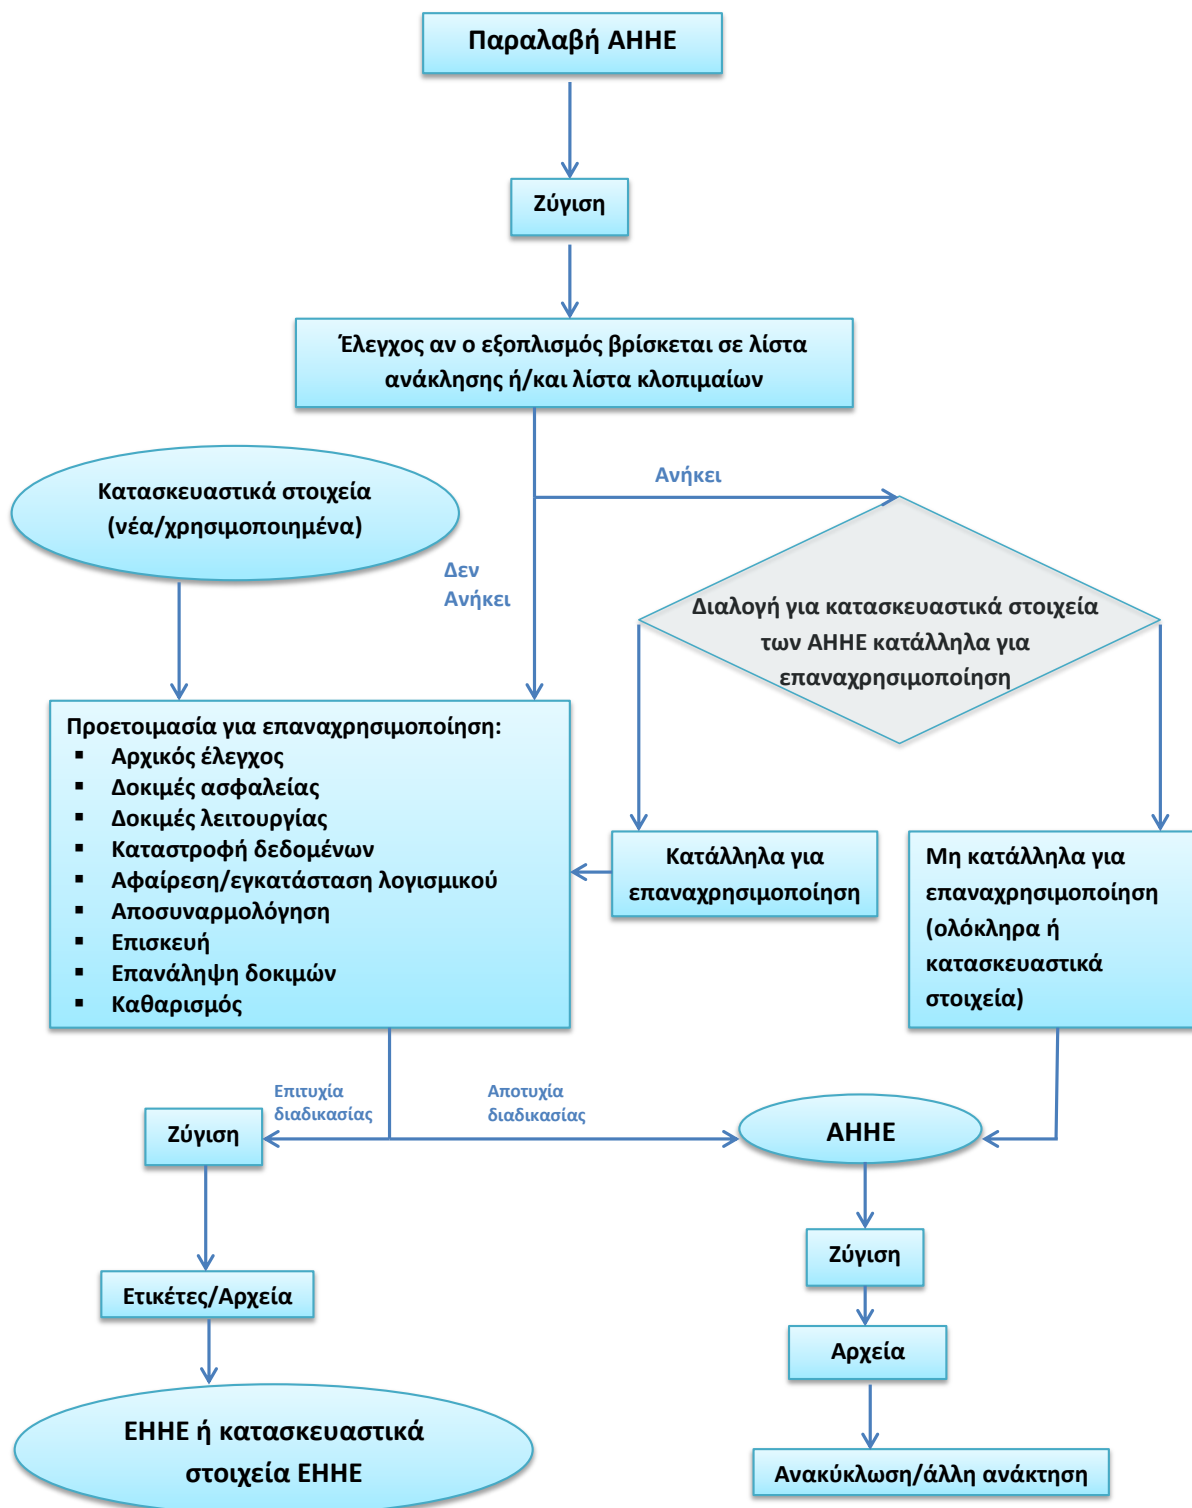 Παραλαβή ΑΗΗΕ
Ζύγιση
Έλεγχος αν ο εξοπλισμός βρίσκεται σε λίστα
ανάκλησης ή/και λίστα κλοπιμαίων
Κατασκευαστικά στοιχεία
(νέα/χρησιμοποιημένα)
Ανήκει
Δεν
Ανήκει
Διαλογή για κατασκευαστικά στοιχεία
των ΑΗΗΕ κατάλληλα για
επαναχρησιμοποίηση
Προετοιμασία για επαναχρησιμοποίηση:
▪ Αρχικός έλεγχος
▪ Δοκιμές ασφαλείας
▪ Δοκιμές λειτουργίας
▪ Καταστροφή δεδομένων
▪ Αφαίρεση/εγκατάσταση λογισμικού
▪ Αποσυναρμολόγηση
▪ Επισκευή
▪ Επανάληψη δοκιμών
▪ Καθαρισμός
Κατάλληλα για
επαναχρησιμοποίηση
Μη κατάλληλα για
επαναχρησιμοποίηση
(ολόκληρα ή
κατασκευαστικά
στοιχεία)
Επιτυχία
διαδικασίας
Αποτυχία
διαδικασίας
Ζύγιση
ΑΗΗΕ
Ζύγιση
Ετικέτες/Αρχεία
Αρχεία
ΕΗΗΕ ή κατασκευαστικά
στοιχεία ΕΗΗΕ
Ανακύκλωση/άλλη ανάκτηση